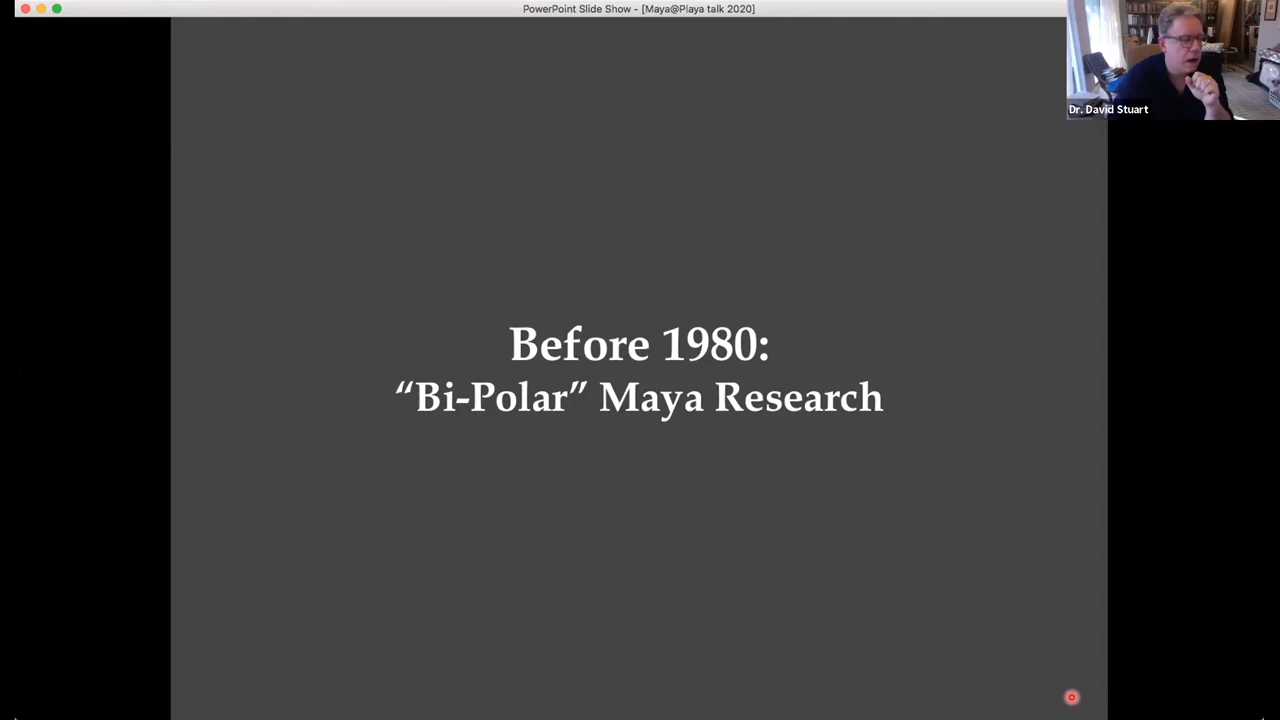 PowerPoint Slide Show - [Maya@Playa talk 2020]
Dr. David Stuart
Before 1980:
“Bi-Polar” Maya Research